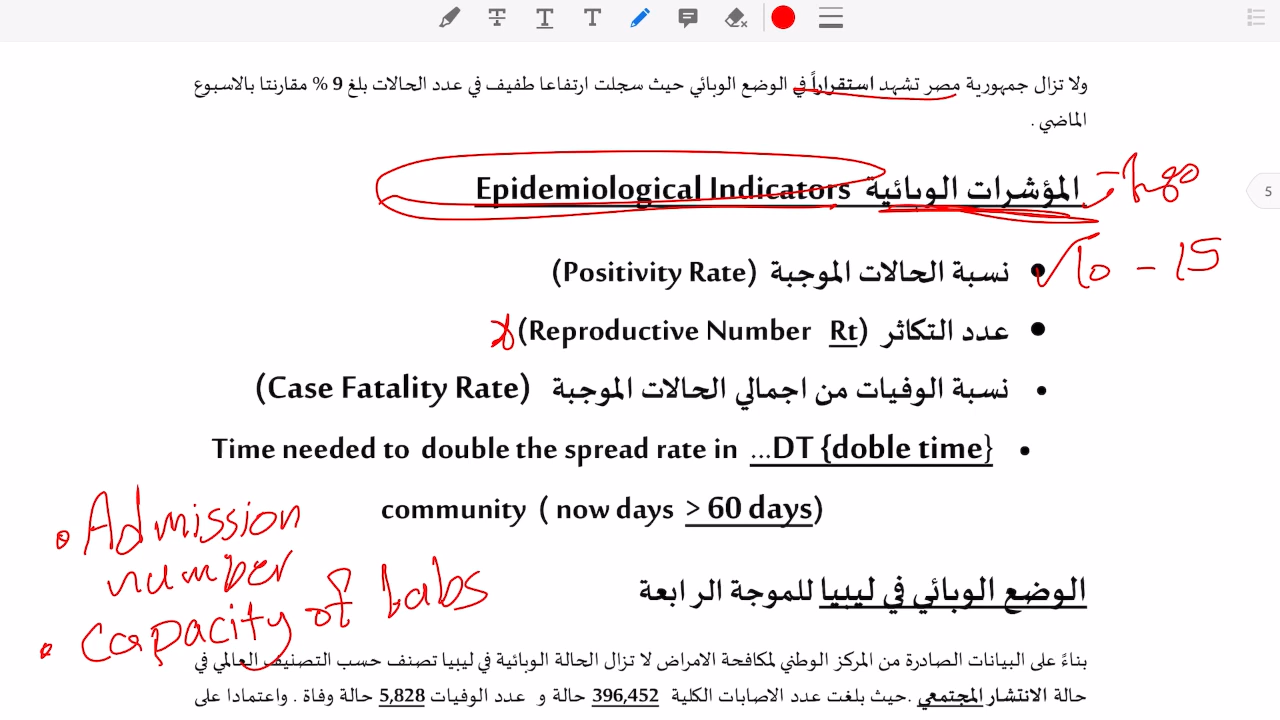 ولا تزال جمهورية مصر تشهد استقراراً في الوضع الوبائي حيث سجلت ارتفاعا طفيف في عدد الحالات بلغ 9 % مقارنتا بالاسبوع
الماضي .
المؤشرات الوبائية Epidemiological Indicators
5
● نسبة الحالات الموجبة (Positivity Rate) 10 - 15
● عدد التكاثر (Reproductive Number Rt)
• نسبة الوفيات من اجمالي الحالات الموجبة (Case Fatality Rate)
• Time needed to double the spread rate in ...DT {doble time}
community ( now days > 60 days)
• Admission
number
• Capacity of Labs
الوضع الوبائي في ليبيا للموجة الرابعة
بناءً على البيانات الصادرة من المركز الوطني لمكافحة الامراض لا تزال الحالة الوبائية في ليبيا تصنف حسب التصنيف العالمي في
حالة الانتشار المجتمعي .حيث بلغت عدد الاصابات الكلية 396,452 حالة و عدد الوفيات 5,828 حالة وفاة . واعتمادا على